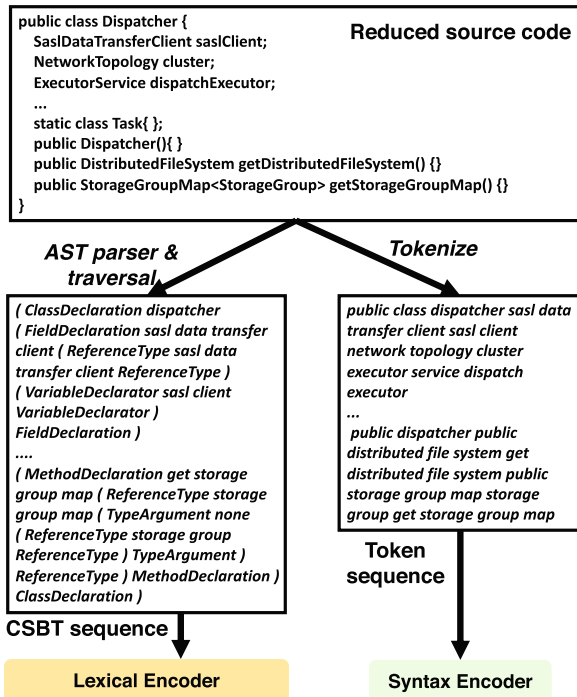 public class Dispatcher {
SaslDataTransferClient saslClient;
NetworkTopology cluster;
ExecutorService dispatchExecutor;
...
static class Task{ };
public Dispatcher(){ }
public DistributedFileSystem getDistributedFileSystem() {}
public StorageGroupMap<StorageGroup> getStorageGroupMap() {}
}
Reduced source code
AST parser &
traversal
Tokenize
( ClassDeclaration dispatcher
( FieldDeclaration sasl data transfer
client ( ReferenceType sasl data
transfer client ReferenceType )
( VariableDeclarator sasl client
VariableDeclarator )
FieldDeclaration )
....
( MethodDeclaration get storage
group map ( ReferenceType storage
group map ( TypeArgument none
( ReferenceType storage group
ReferenceType ) TypeArgument )
ReferenceType ) MethodDeclaration )
ClassDeclaration )
public class dispatcher sasl data
transfer client sasl client
network topology cluster
executor service dispatch
executor
...
public dispatcher public
distributed file system get
distributed file system public
storage group map storage
group get storage group map
CSBT sequence
Token
sequence
Lexical Encoder
Syntax Encoder